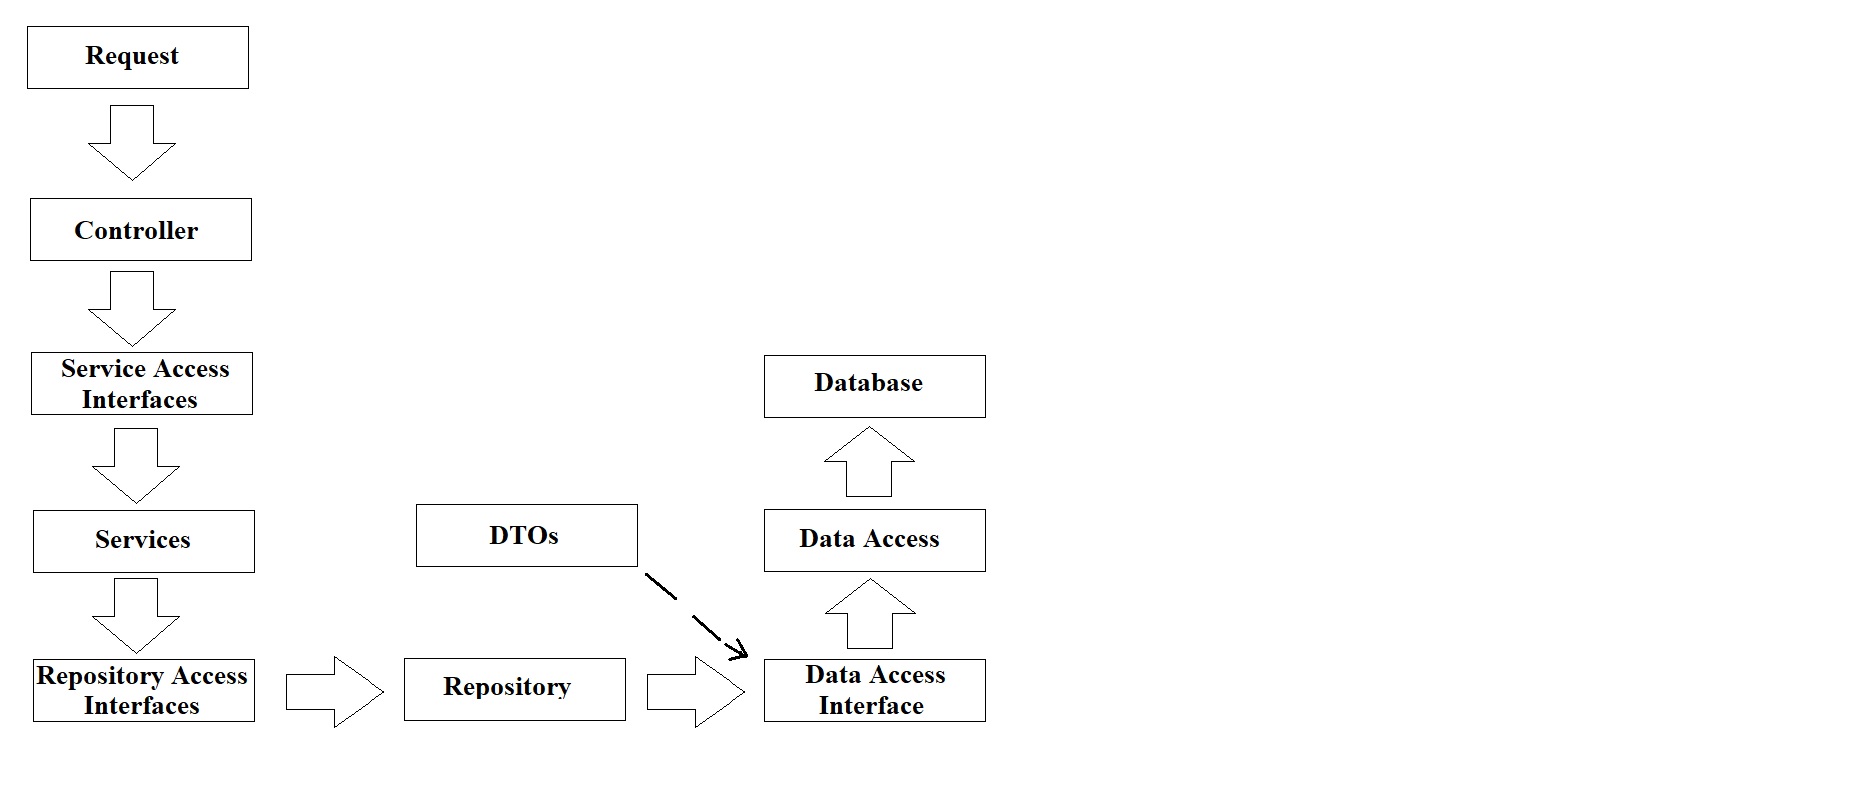 Request
Controller
Service Access
Interfaces
Services
Repository Access
Interfaces
Repository
DTOs
Data Access
Interface
Data Access
Database